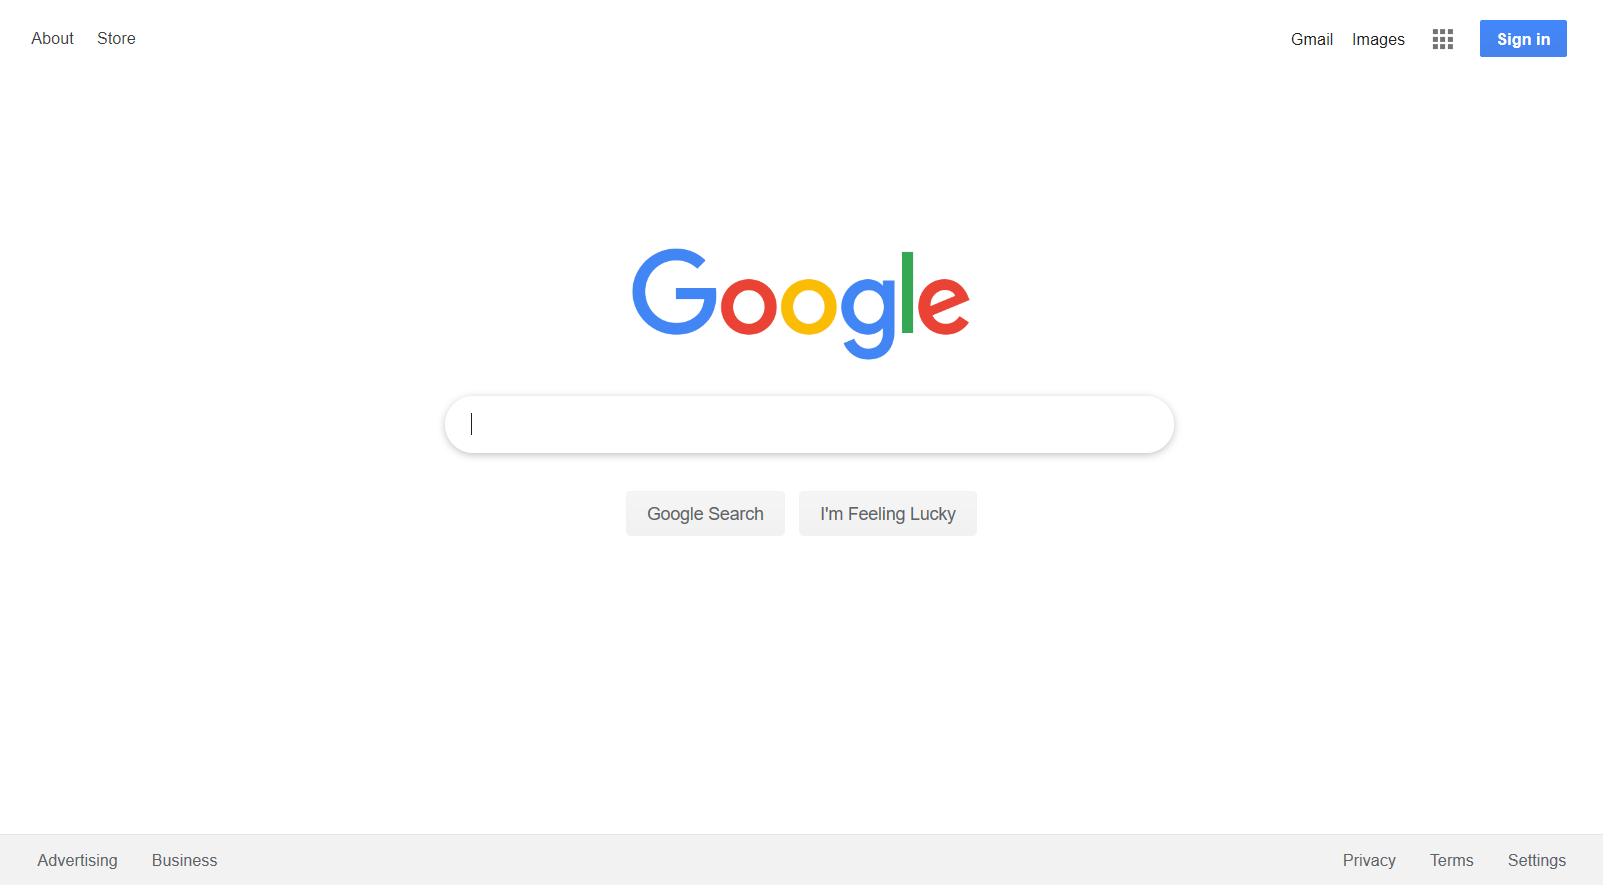 About Store Gmail Images Sign in
Google
Google Search I'm Feeling Lucky
Advertising Business Privacy Terms Settings